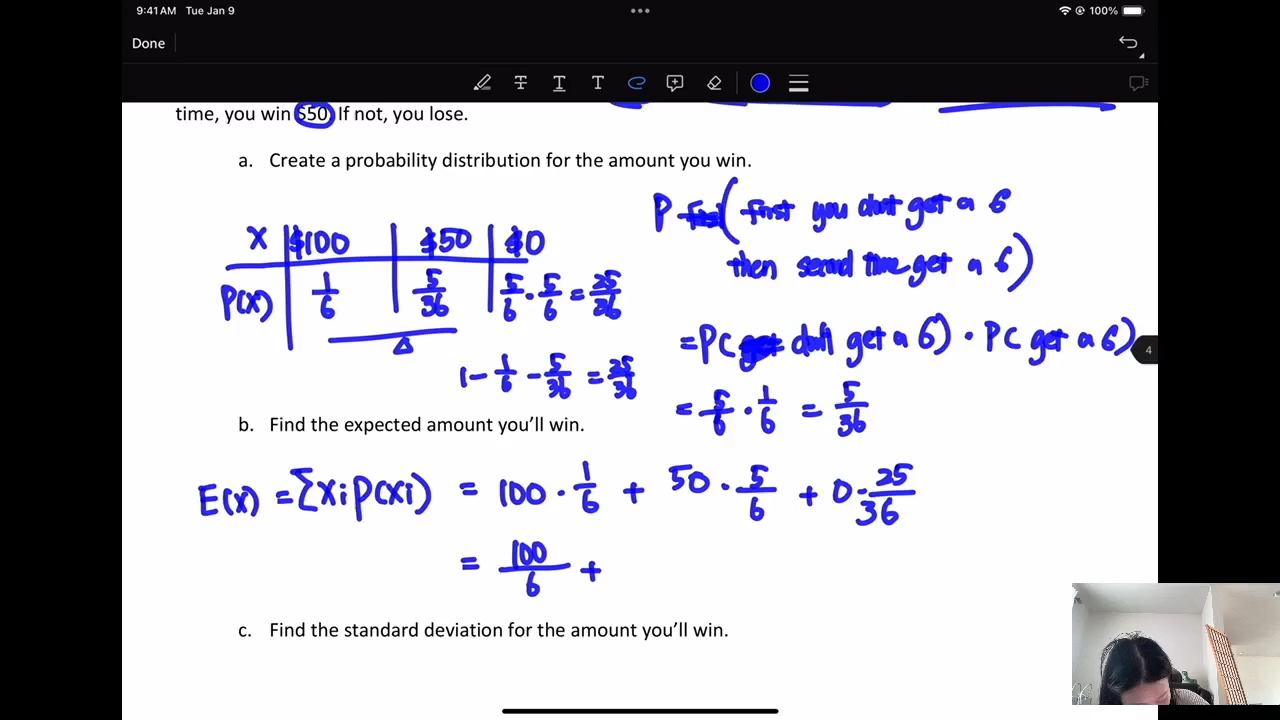 9:41 AM Tue Jan 9
100%
Done
time, you win $50. If not, you lose.
a. Create a probability distribution for the amount you win.
P (first you don't get a 6
then second time get a 6)
X $100 $50 $0
P(X) 1/6 5/36 5/6 · 5/6 = 25/36
1 - 1/6 - 5/36 = 25/36
= P( don't get a 6) · P( get a 6)
= 5/6 · 1/6 = 5/36
4
b. Find the expected amount you'll win.
E(X) = Σ xi P(xi) = 100 · 1/6 + 50 · 5/6 + 0 · 25/36
= 100/6 +
c. Find the standard deviation for the amount you'll win.